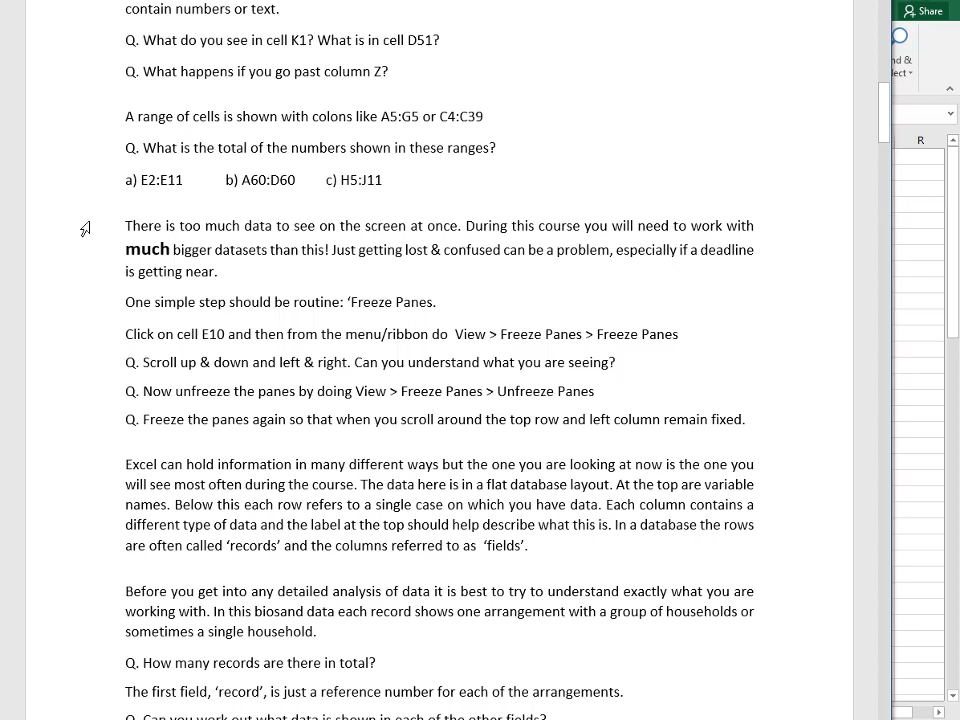 contain numbers or text.
Share
Q. What do you see in cell K1? What is in cell D51?
nd &
lect
Q. What happens if you go past column Z?
A range of cells is shown with colons like A5:G5 or C4:C39
R
Q. What is the total of the numbers shown in these ranges?
a) E2:E11 b) A60:D60 c) H5:J11
There is too much data to see on the screen at once. During this course you will need to work with
much bigger datasets than this! Just getting lost & confused can be a problem, especially if a deadline
is getting near.
One simple step should be routine: ‘Freeze Panes.
Click on cell E10 and then from the menu/ribbon do View > Freeze Panes > Freeze Panes
Q. Scroll up & down and left & right. Can you understand what you are seeing?
Q. Now unfreeze the panes by doing View > Freeze Panes > Unfreeze Panes
Q. Freeze the panes again so that when you scroll around the top row and left column remain fixed.
Excel can hold information in many different ways but the one you are looking at now is the one you
will see most often during the course. The data here is in a flat database layout. At the top are variable
names. Below this each row refers to a single case on which you have data. Each column contains a
different type of data and the label at the top should help describe what this is. In a database the rows
are often called ‘records’ and the columns referred to as ‘fields’.
Before you get into any detailed analysis of data it is best to try to understand exactly what you are
working with. In this biosand data each record shows one arrangement with a group of households or
sometimes a single household.
Q. How many records are there in total?
The first field, ‘record’, is just a reference number for each of the arrangements.
Q. Can you work out what data is shown in each of the other fields?